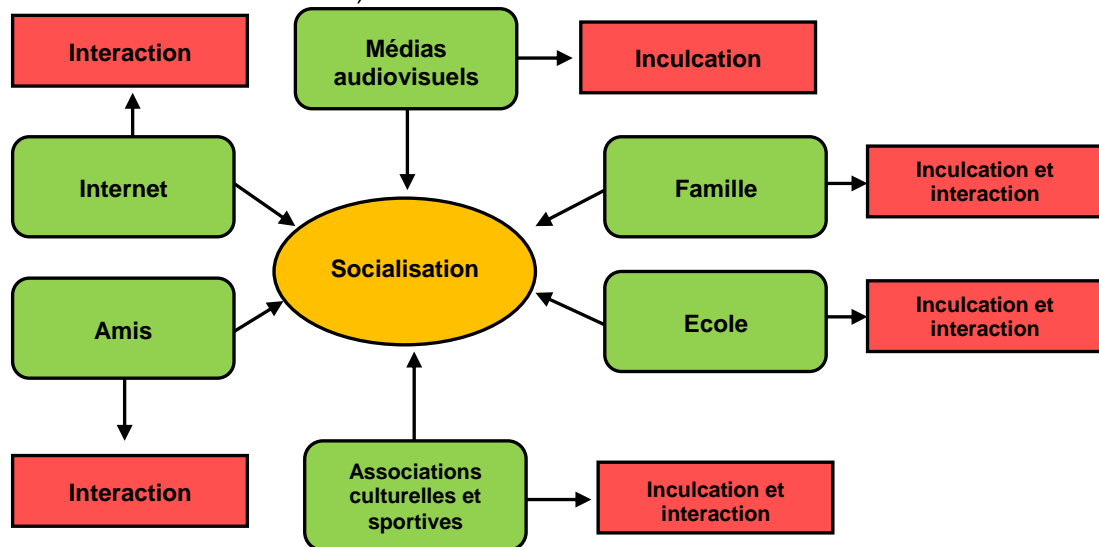 Interaction
Médias
audiovisuels
Inculcation
Internet
Famille
Inculcation et
interaction
Socialisation
Amis
Ecole
Inculcation et
interaction
Interaction
Associations
culturelles et
sportives
Inculcation et
interaction